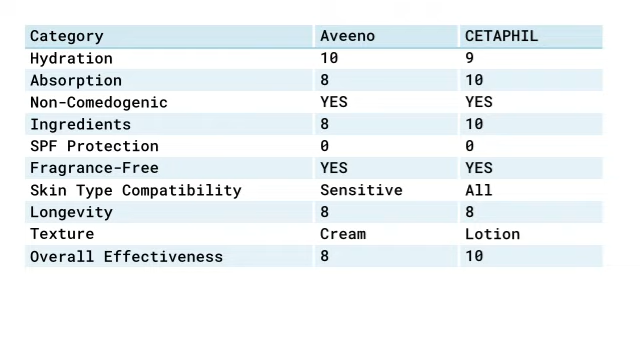 Category Aveeno CETAPHIL
Hydration 10 9
Absorption 8 10
Non-Comedogenic YES YES
Ingredients 8 10
SPF Protection 0 0
Fragrance-Free YES YES
Skin Type Compatibility Sensitive All
Longevity 8 8
Texture Cream Lotion
Overall Effectiveness 8 10